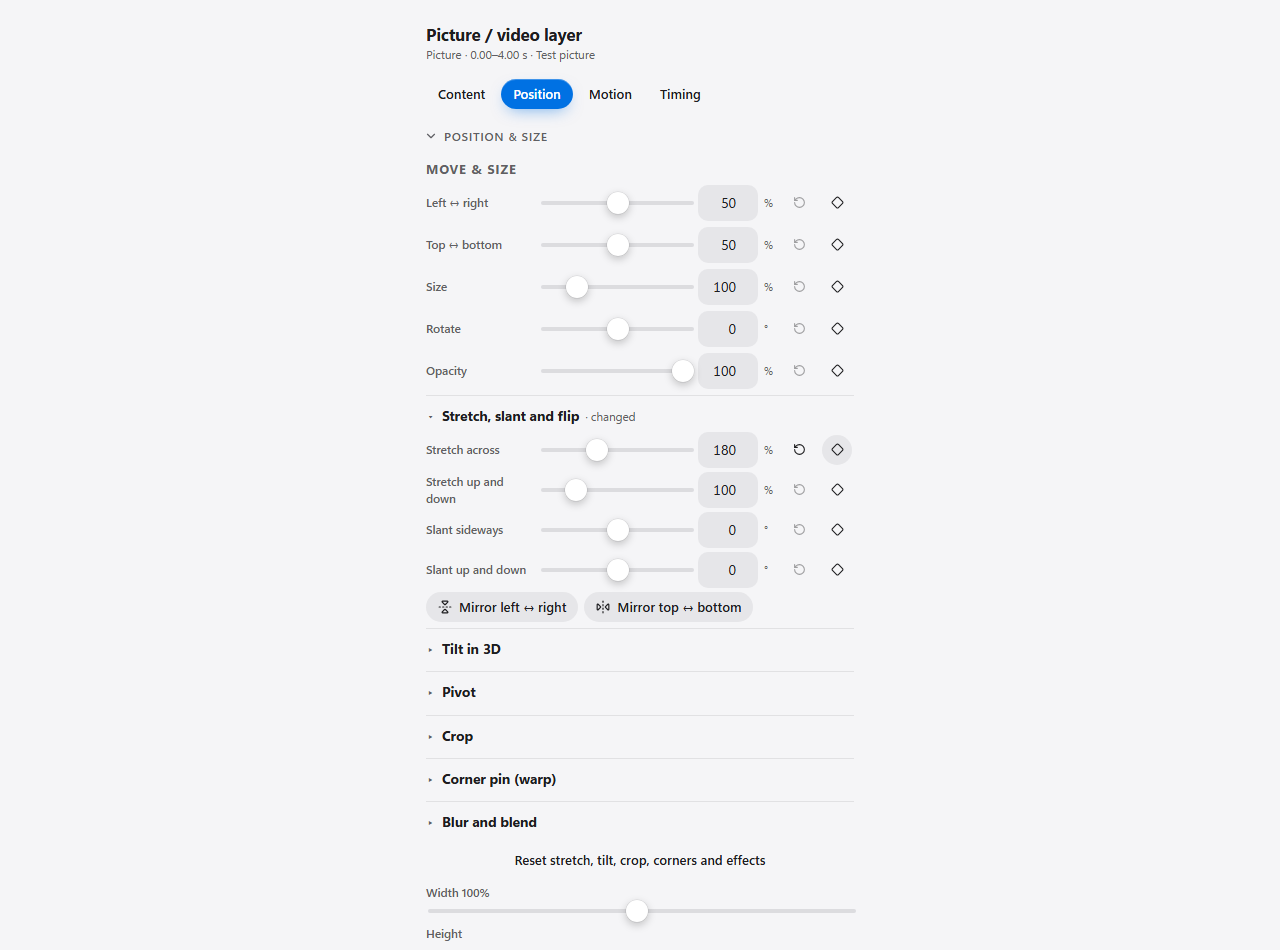 Picture / video layer
Picture · 0.00–4.00 s · Test picture
Content Position Motion Timing
POSITION & SIZE
MOVE & SIZE
Left ↔ right 50 %
Top ↔ bottom 50 %
Size 100 %
Rotate 0 °
Opacity 100 %
Stretch, slant and flip · changed
Stretch across 180 %
Stretch up and down 100 %
Slant sideways 0 °
Slant up and down 0 °
Mirror left ↔ right Mirror top ↔ bottom
Tilt in 3D
Pivot
Crop
Corner pin (warp)
Blur and blend
Reset stretch, tilt, crop, corners and effects
Width 100%
Height